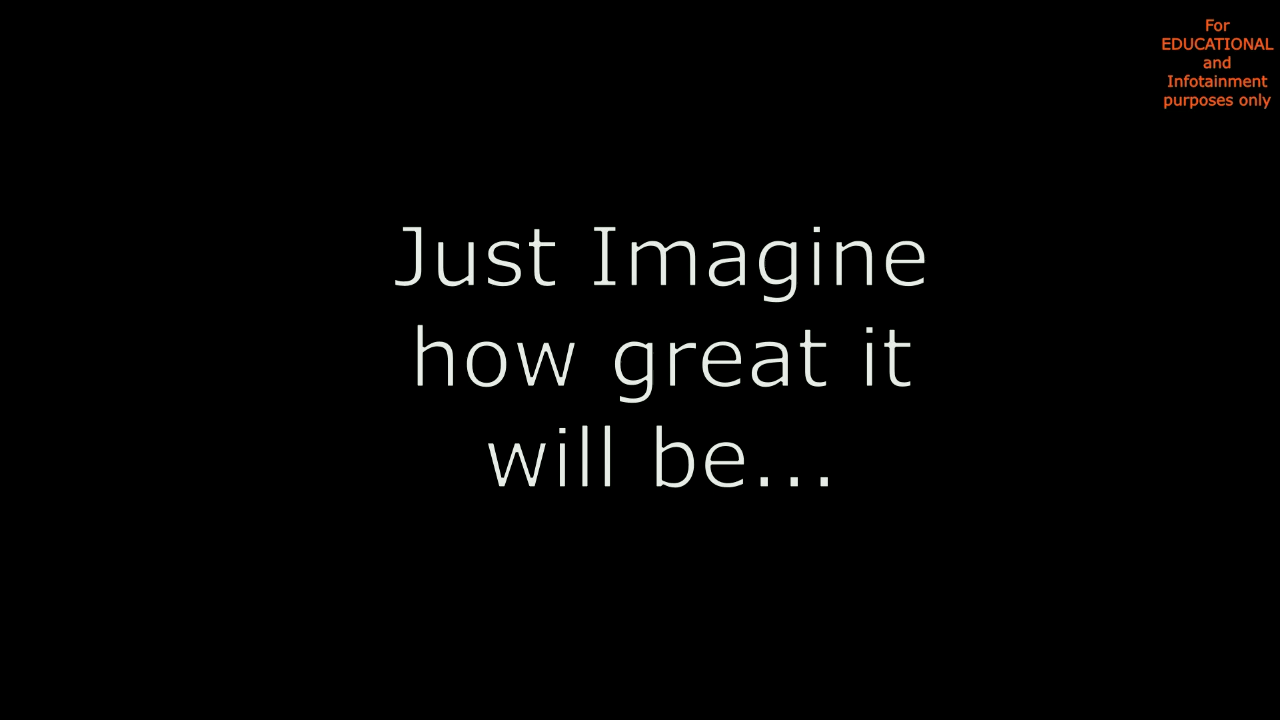 For
EDUCATIONAL
and
Infotainment
purposes only
Just Imagine
how great it
will be...